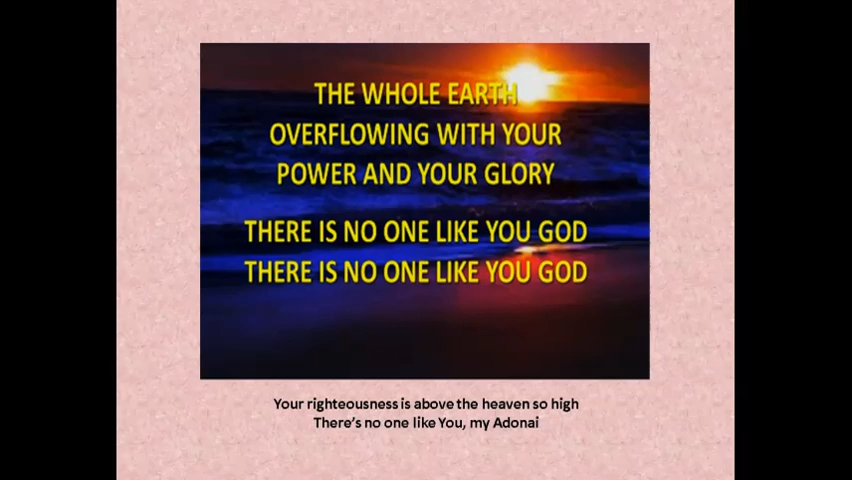 THE WHOLE EARTH
OVERFLOWING WITH YOUR
POWER AND YOUR GLORY
THERE IS NO ONE LIKE YOU GOD
THERE IS NO ONE LIKE YOU GOD
Your righteousness is above the heaven so high
There's no one like You, my Adonai